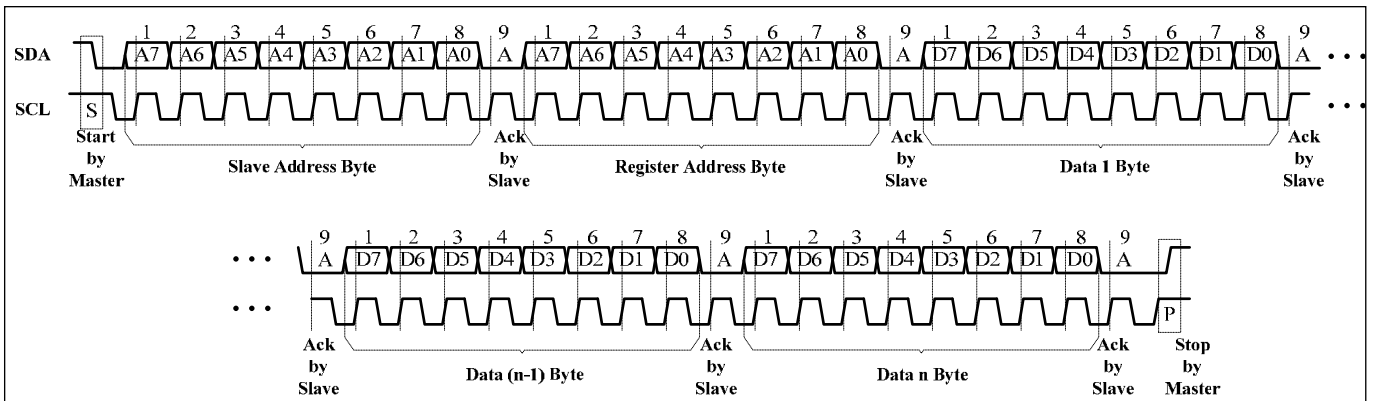 1 2 3 4 5 6 7 8 9 1 2 3 4 5 6 7 8 9 1 2 3 4 5 6 7 8 9
SDA A7 A6 A5 A4 A3 A2 A1 A0 A A7 A6 A5 A4 A3 A2 A1 A0 A D7 D6 D5 D4 D3 D2 D1 D0 A • • •
SCL S • • •
Start by Master
Slave Address Byte
Ack by Slave
Register Address Byte
Ack by Slave
Data 1 Byte
Ack by Slave
9 1 2 3 4 5 6 7 8 9 1 2 3 4 5 6 7 8 9
• • • A D7 D6 D5 D4 D3 D2 D1 D0 A D7 D6 D5 D4 D3 D2 D1 D0 A
• • • P
Ack by Slave
Data (n-1) Byte
Ack by Slave
Data n Byte
Ack by Slave
Stop by Master